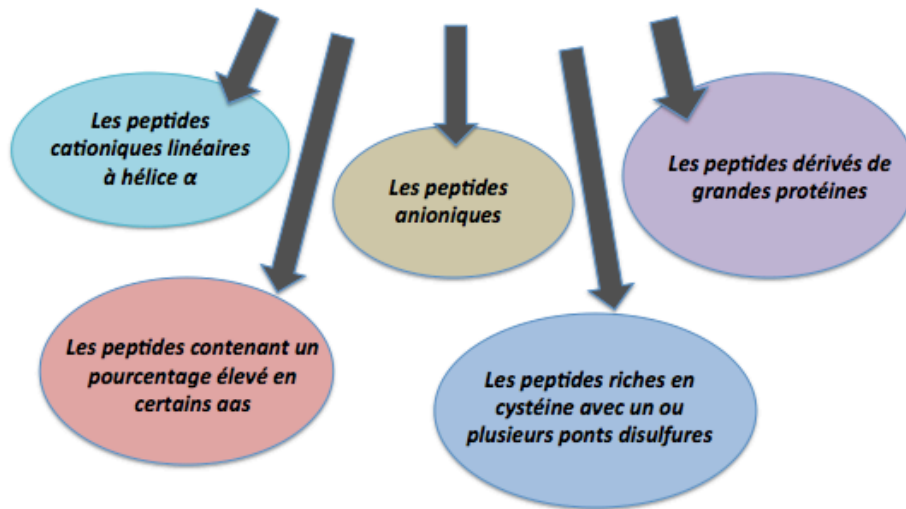 Les peptides
cationiques linéaires
à hélice α
Les peptides
anioniques
Les peptides dérivés de
grandes protéines
Les peptides contenant un
pourcentage élevé en
certains aas
Les peptides riches en
cystéine avec un ou
plusieurs ponts disulfures